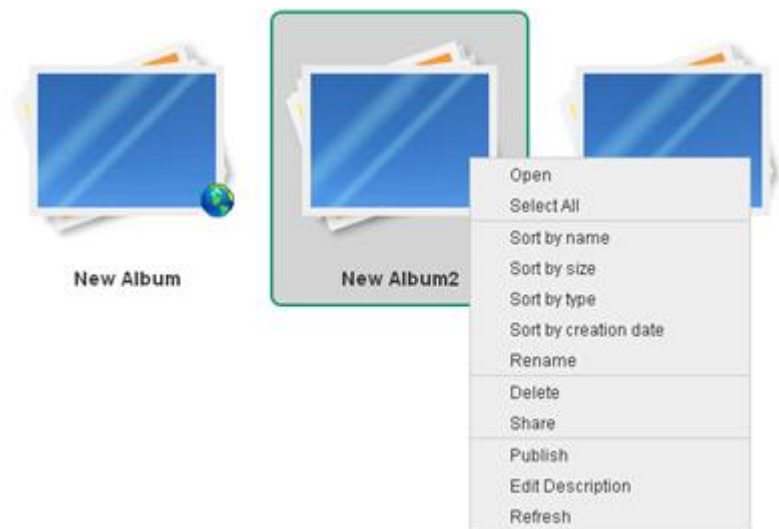 New Album
New Album2
Open
Select All
Sort by name
Sort by size
Sort by type
Sort by creation date
Rename
Delete
Share
Publish
Edit Description
Refresh